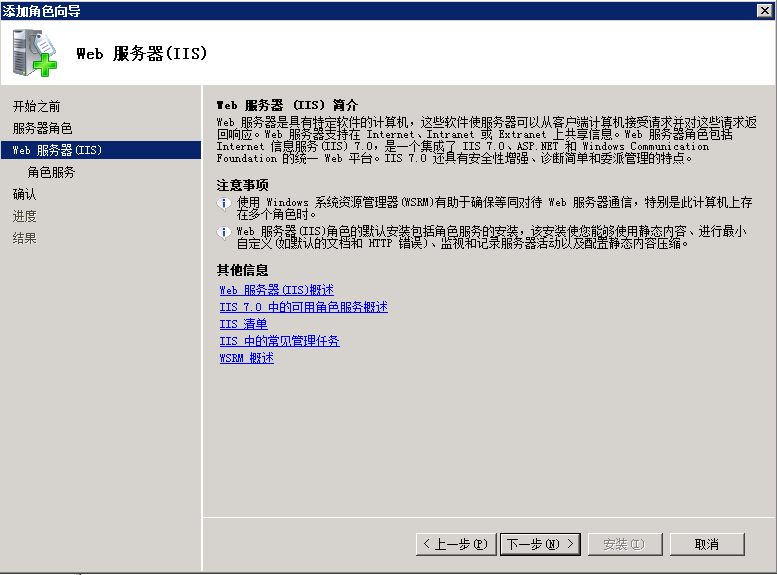 添加角色向导
Web 服务器(IIS)
开始之前
服务器角色
Web 服务器(IIS)
角色服务
确认
进度
结果
Web 服务器 (IIS) 简介
Web 服务器是具有特定软件的计算机，这些软件使服务器可以从客户端计算机接受请求并对这些请求返
回响应。Web 服务器支持在 Internet、Intranet 或 Extranet 上共享信息。Web 服务器角色包括
Internet 信息服务(IIS) 7.0，是一个集成了 IIS 7.0、ASP.NET 和 Windows Communication
Foundation 的统一 Web 平台。IIS 7.0 还具有安全性增强、诊断简单和委派管理的特点。
注意事项
使用 Windows 系统资源管理器(WSRM)有助于确保等同对待 Web 服务器通信，特别是此计算机上存
在多个角色时。
Web 服务器(IIS)角色的默认安装包括角色服务的安装，该安装使您能够使用静态内容、进行最小
自定义(如默认的文档和 HTTP 错误)、监视和记录服务器活动以及配置静态内容压缩。
其他信息
Web 服务器(IIS)概述
IIS 7.0 中的可用角色服务概述
IIS 清单
IIS 中的常见管理任务
WSRM 概述
< 上一步(P) 下一步(N) > 安装(I) 取消